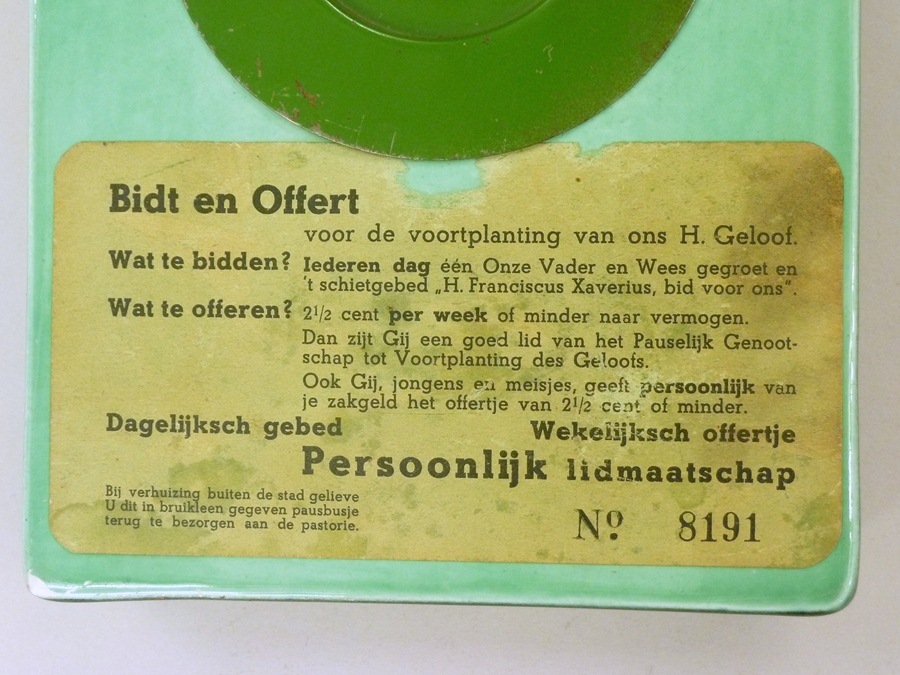 Bidt en Offert
voor de voortplanting van ons H. Geloof.
Wat te bidden? Iederen dag één Onze Vader en Wees gegroet en
't schietgebed „H. Franciscus Xaverius, bid voor ons".
Wat te offeren? 2½ cent per week of minder naar vermogen.
Dan zijt Gij een goed lid van het Pauselijk Genoot-
schap tot Voortplanting des Geloofs.
Ook Gij, jongens en meisjes, geeft persoonlijk van
je zakgeld het offertje van 2½ cent of minder.
Dagelijksch gebed Wekelijksch offertje
Persoonlijk lidmaatschap
Bij verhuizing buiten de stad gelieve
U dit in bruikleen gegeven pausbusje
terug te bezorgen aan de pastorie.
Nº 8191